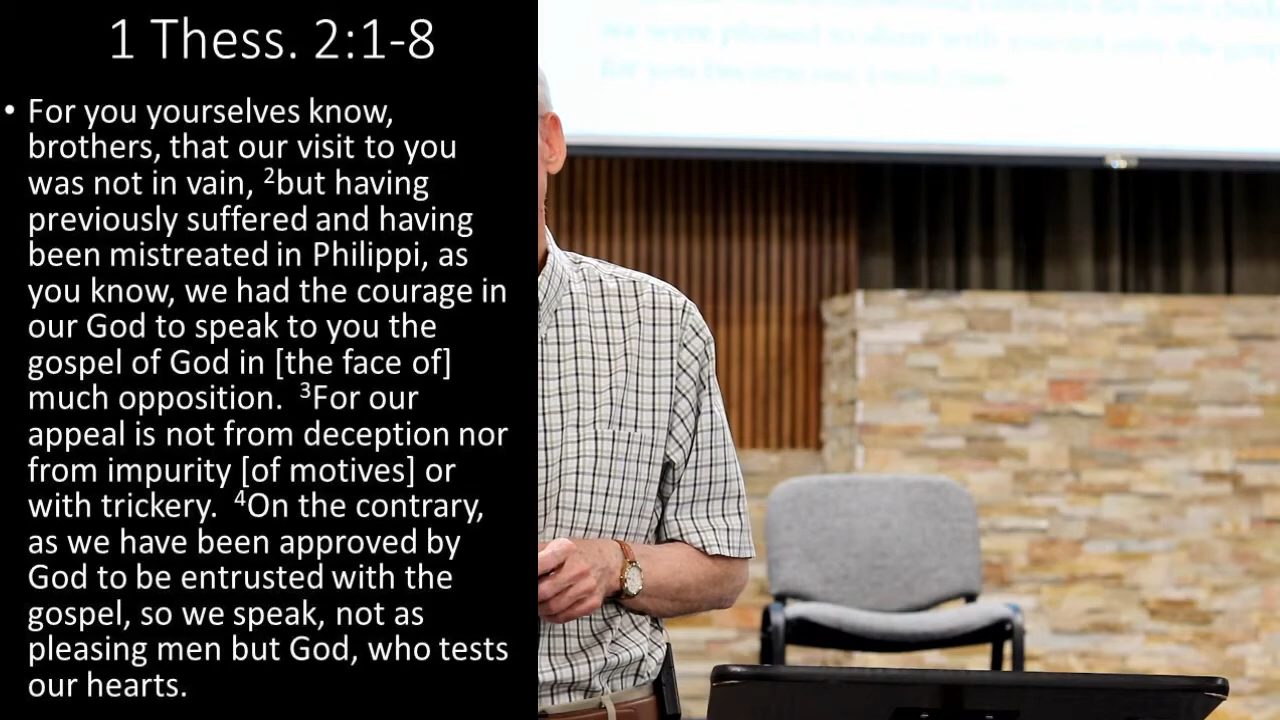 1 Thess. 2:1-8
• For you yourselves know,
brothers, that our visit to you
was not in vain, ²but having
previously suffered and having
been mistreated in Philippi, as
you know, we had the courage in
our God to speak to you the
gospel of God in [the face of]
much opposition. ³For our
appeal is not from deception nor
from impurity [of motives] or
with trickery. ⁴On the contrary,
as we have been approved by
God to be entrusted with the
gospel, so we speak, not as
pleasing men but God, who tests
our hearts.